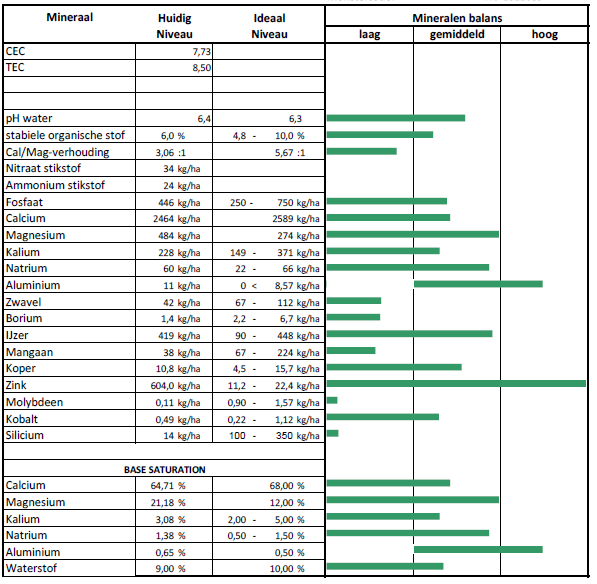 Mineraal Huidig Niveau Ideaal Niveau Mineralen balans
laag gemiddeld hoog
CEC 7,73
TEC 8,50
pH water 6,4 6,3
stabiele organische stof 6,0 % 4,8 - 10,0 %
Cal/Mag-verhouding 3,06 :1 5,67 :1
Nitraat stikstof 34 kg/ha
Ammonium stikstof 24 kg/ha
Fosfaat 446 kg/ha 250 - 750 kg/ha
Calcium 2464 kg/ha 2589 kg/ha
Magnesium 484 kg/ha 274 kg/ha
Kalium 228 kg/ha 149 - 371 kg/ha
Natrium 60 kg/ha 22 - 66 kg/ha
Aluminium 11 kg/ha 0 < 8,57 kg/ha
Zwavel 42 kg/ha 67 - 112 kg/ha
Borium 1,4 kg/ha 2,2 - 6,7 kg/ha
IJzer 419 kg/ha 90 - 448 kg/ha
Mangaan 38 kg/ha 67 - 224 kg/ha
Koper 10,8 kg/ha 4,5 - 15,7 kg/ha
Zink 604,0 kg/ha 11,2 - 22,4 kg/ha
Molybdeen 0,11 kg/ha 0,90 - 1,57 kg/ha
Kobalt 0,49 kg/ha 0,22 - 1,12 kg/ha
Silicium 14 kg/ha 100 - 350 kg/ha
BASE SATURATION
Calcium 64,71 % 68,00 %
Magnesium 21,18 % 12,00 %
Kalium 3,08 % 2,00 - 5,00 %
Natrium 1,38 % 0,50 - 1,50 %
Aluminium 0,65 % 0,50 %
Waterstof 9,00 % 10,00 %